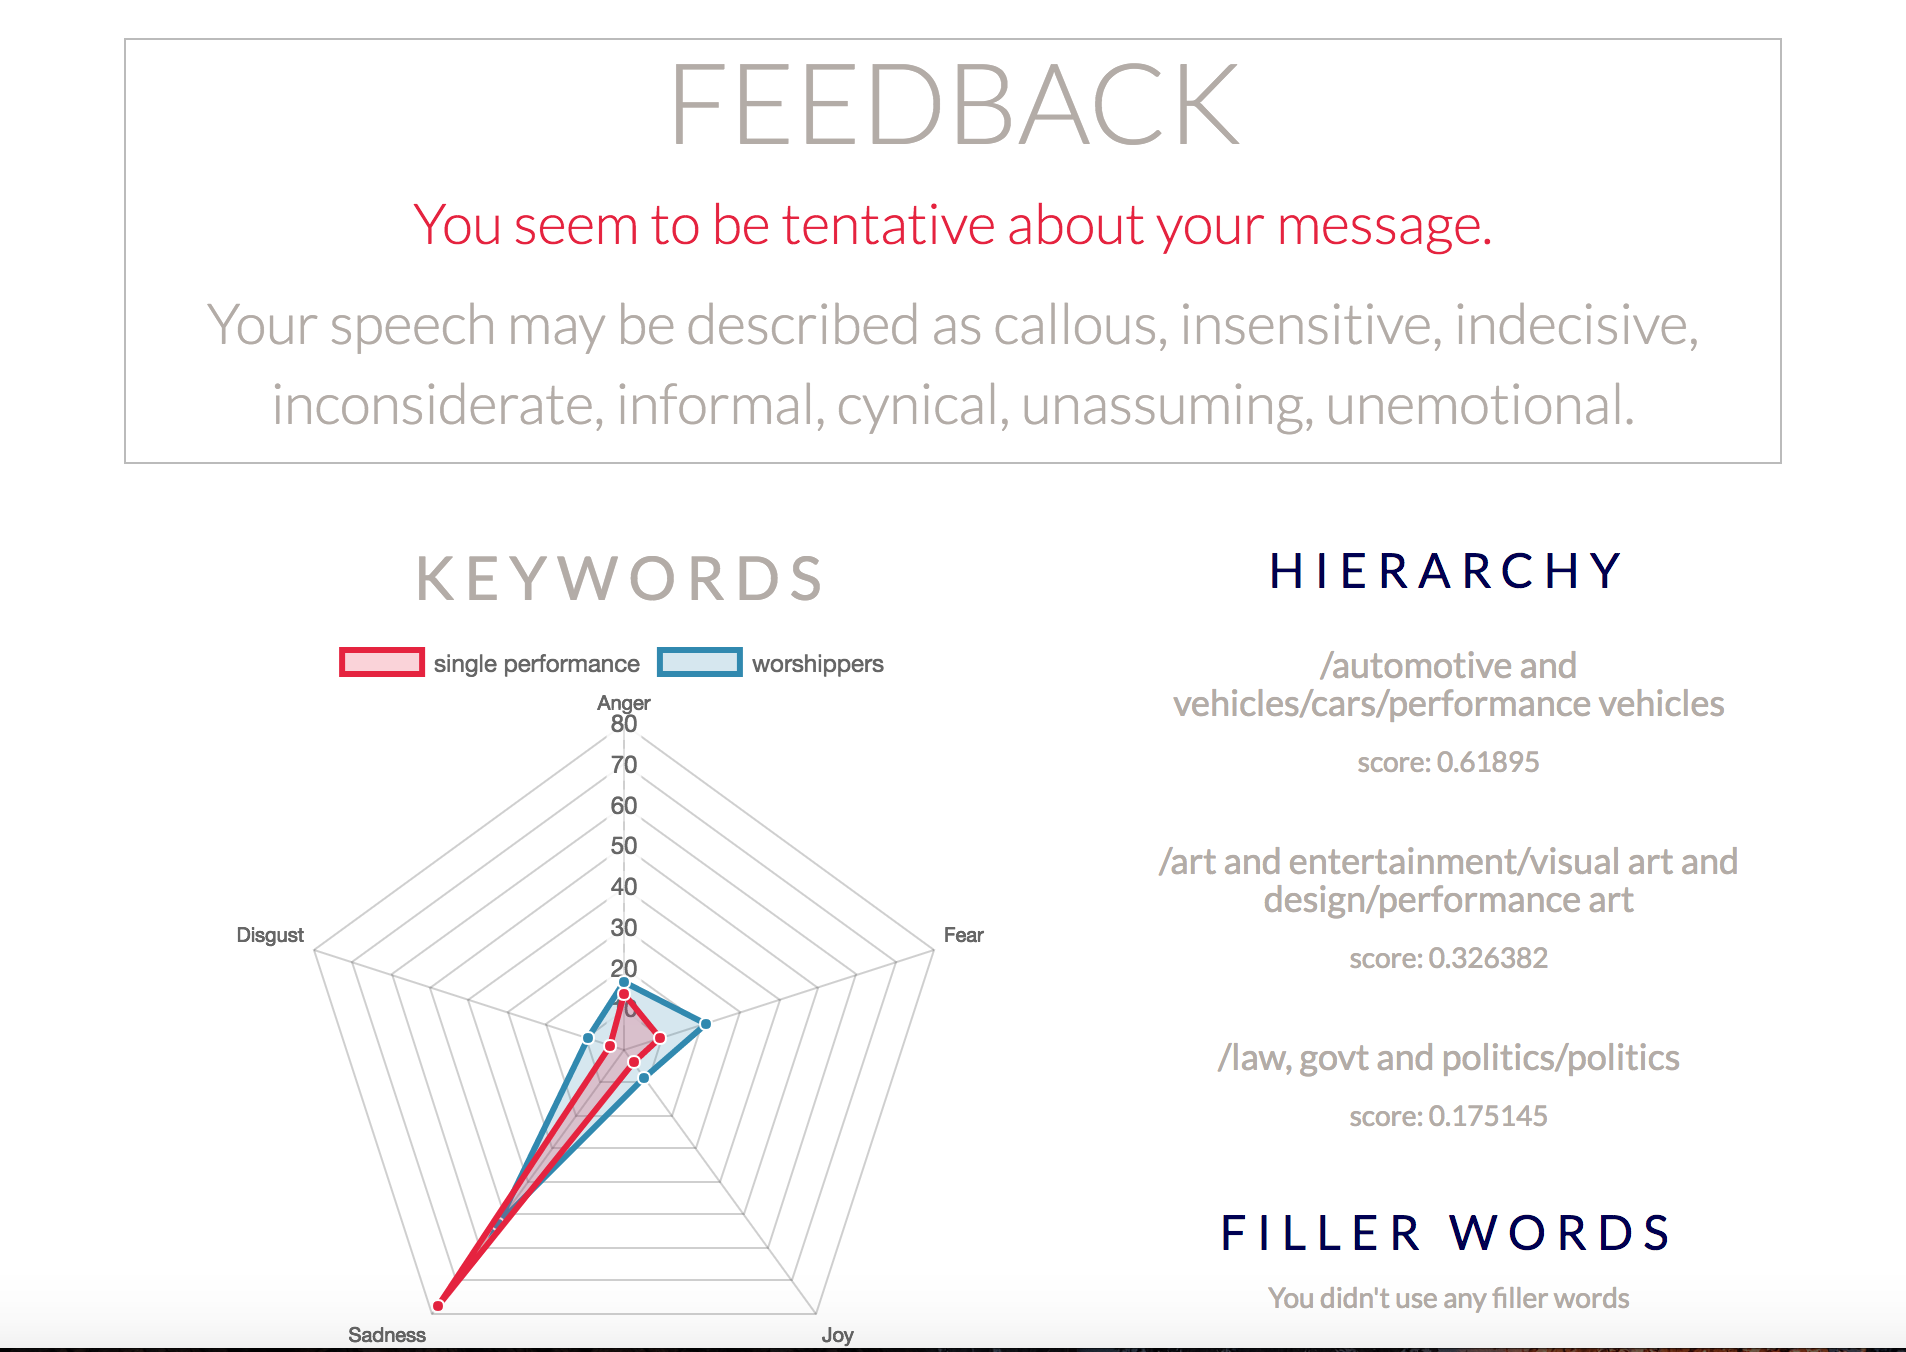 FEEDBACK
You seem to be tentative about your message.
Your speech may be described as callous, insensitive, indecisive,
inconsiderate, informal, cynical, unassuming, unemotional.
KEYWORDS
single performance
worshippers
Anger
80
70
60
50
40
30
20
Disgust
Fear
Sadness
Joy
HIERARCHY
/automotive and
vehicles/cars/performance vehicles
score: 0.61895
/art and entertainment/visual art and
design/performance art
score: 0.326382
/law, govt and politics/politics
score: 0.175145
FILLER WORDS
You didn't use any filler words